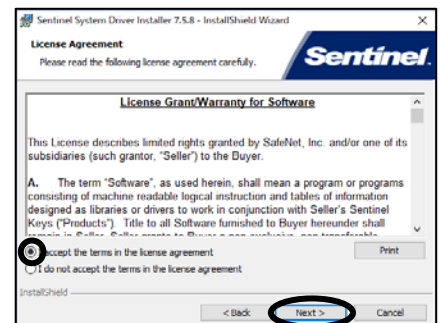 Sentinel System Driver Installer 7.5.8 - InstallShield Wizard
License Agreement
Please read the following license agreement carefully.
Sentinel.
License Grant/Warranty for Software
This License describes limited rights granted by SafeNet, Inc. and/or one of its
subsidiaries (such grantor, "Seller") to the Buyer.
A. The term "Software", as used herein, shall mean a program or programs
consisting of machine readable logical instruction and tables of information
designed as libraries or drivers to work in conjunction with Seller's Sentinel
Keys ("Products"). Title to all Software furnished to Buyer hereunder shall
accept the terms in the license agreement
I do not accept the terms in the license agreement
Print
InstallShield
< Back
Next >
Cancel